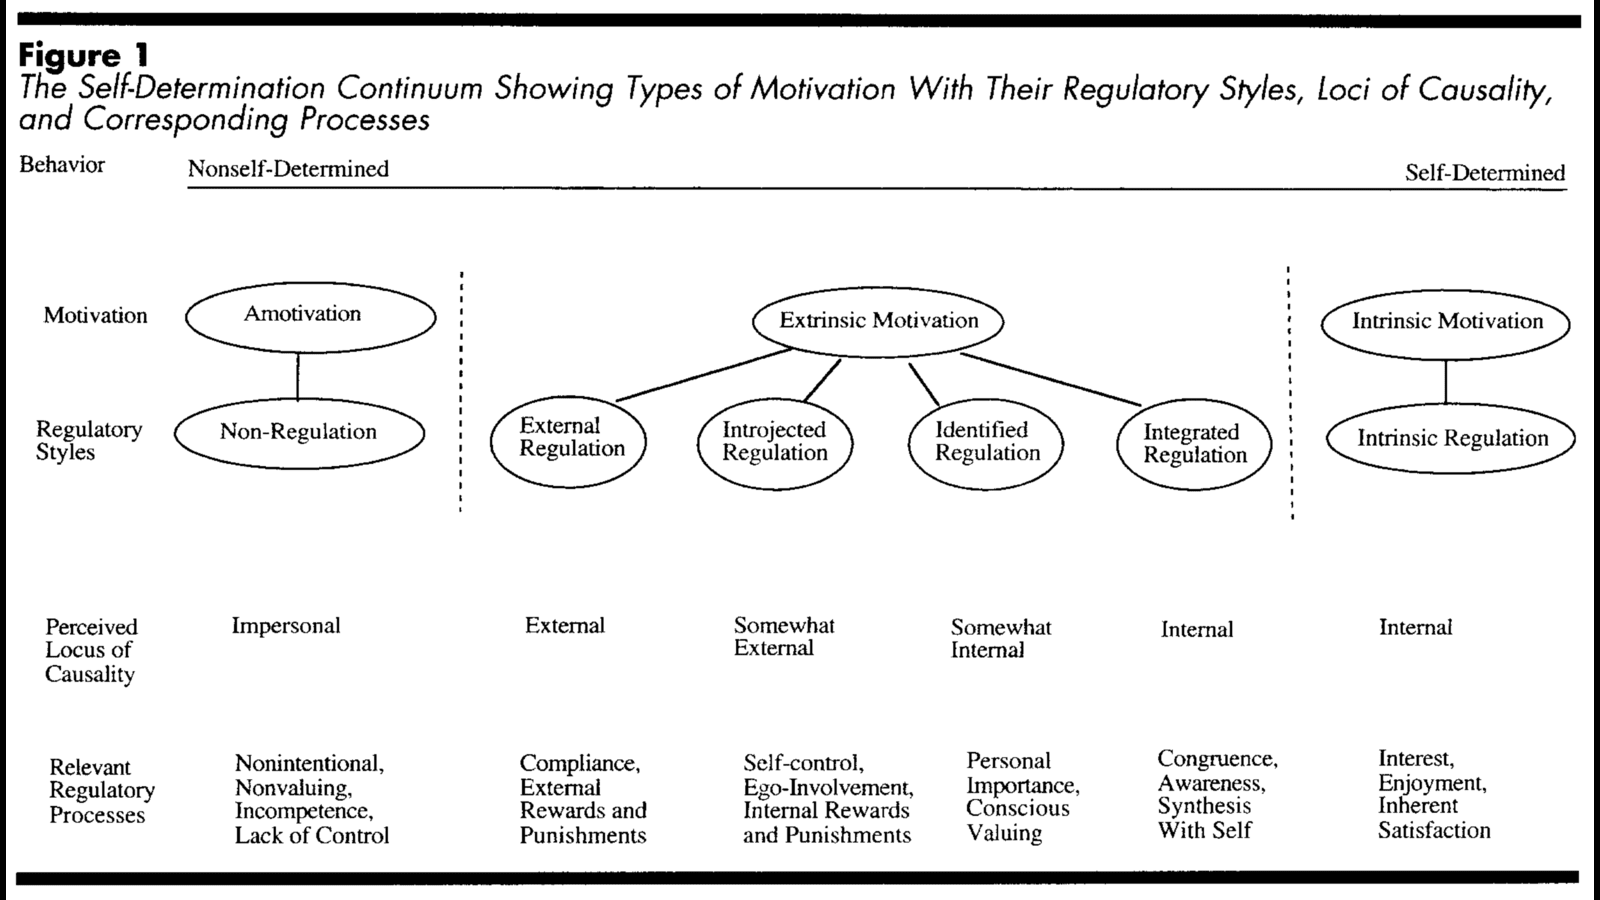 Figure 1
The Self-Determination Continuum Showing Types of Motivation With Their Regulatory Styles, Loci of Causality,
and Corresponding Processes
Behavior
Nonself-Determined
Self-Determined
Motivation
Amotivation
Extrinsic Motivation
Intrinsic Motivation
Regulatory
Styles
Non-Regulation
External
Regulation
Introjected
Regulation
Identified
Regulation
Integrated
Regulation
Intrinsic Regulation
Perceived
Locus of
Causality
Impersonal
External
Somewhat
External
Somewhat
Internal
Internal
Internal
Relevant
Regulatory
Processes
Nonintentional,
Nonvaluing,
Incompetence,
Lack of Control
Compliance,
External
Rewards and
Punishments
Self-control,
Ego-Involvement,
Internal Rewards
and Punishments
Personal
Importance,
Conscious
Valuing
Congruence,
Awareness,
Synthesis
With Self
Interest,
Enjoyment,
Inherent
Satisfaction